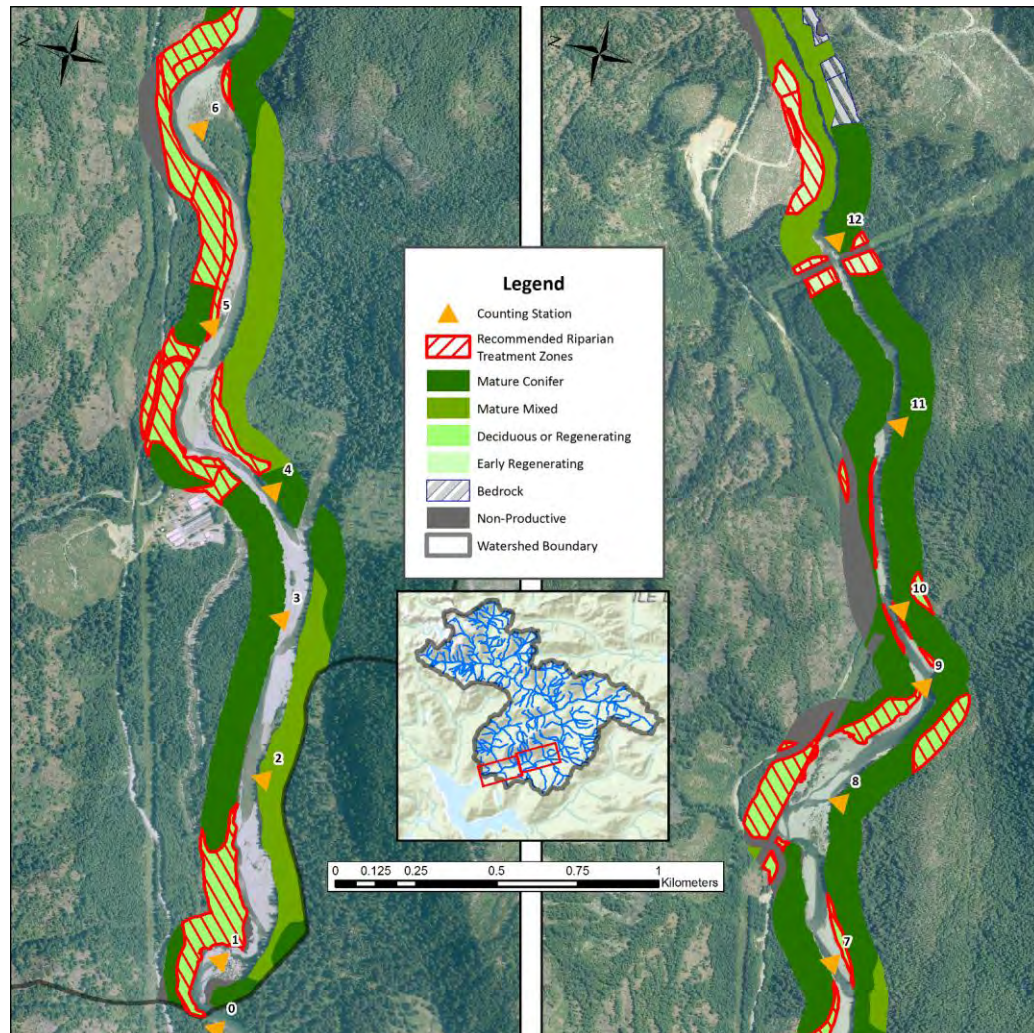 N
6
5
4
3
2
1
0
N
12
11
10
9
8
7
Legend
Counting Station
Recommended Riparian
Treatment Zones
Mature Conifer
Mature Mixed
Deciduous or Regenerating
Early Regenerating
Bedrock
Non-Productive
Watershed Boundary
0 0.125 0.25 0.5 0.75 1
Kilometers